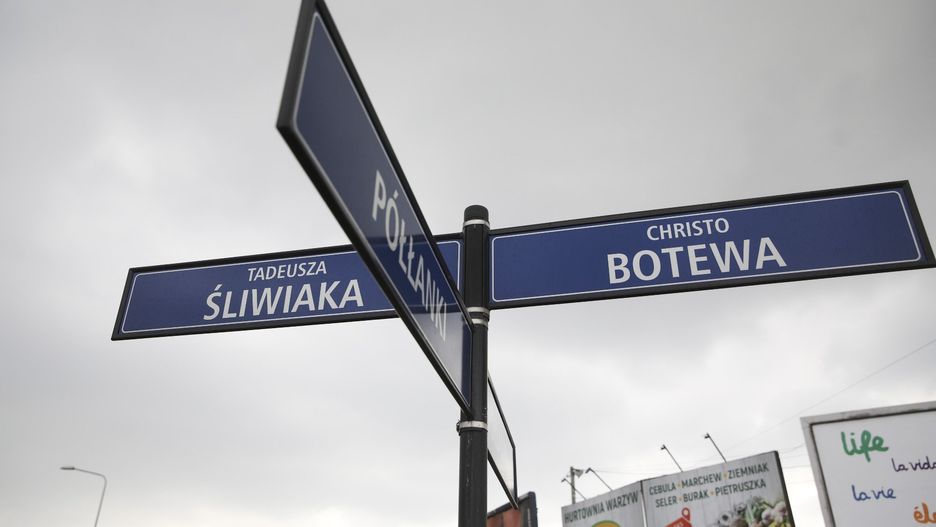 TADEUSZA
ŚLIWIAKA
PÓŁŁANKI
CHRISTO
BOTEWA
HURTOWNIA WARZYW
CEBULA • MARCHEW • ZIEMNIAK
SELER • BURAK • PIETRUSZKA
life
la vida
la vie